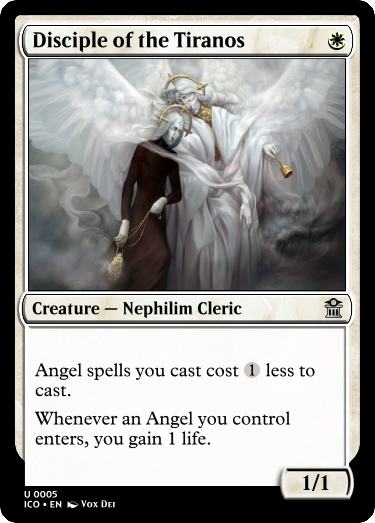 Disciple of the Tiranos
Creature — Nephilim Cleric
Angel spells you cast cost 1 less to
cast.
Whenever an Angel you control
enters, you gain 1 life.
1/1
U 0005
ICO • EN Vox Dei